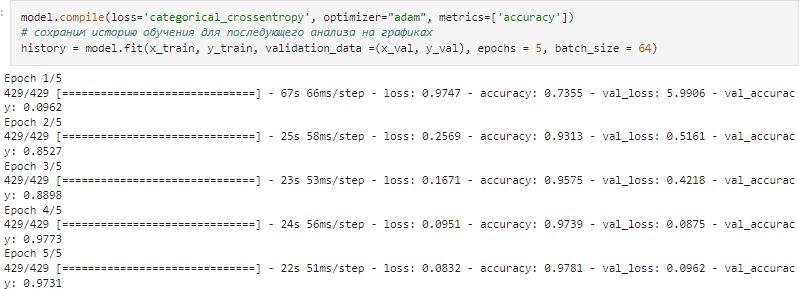 model.compile(loss='categorical_crossentropy', optimizer="adam", metrics=['accuracy'])
# сохраним историю обучения для последующего анализа на графиках
history = model.fit(x_train, y_train, validation_data =(x_val, y_val), epochs = 5, batch_size = 64)
Epoch 1/5
429/429 [==============================] - 67s 66ms/step - loss: 0.9747 - accuracy: 0.7355 - val_loss: 5.9906 - val_accurac
y: 0.0962
Epoch 2/5
429/429 [==============================] - 25s 58ms/step - loss: 0.2569 - accuracy: 0.9313 - val_loss: 0.5161 - val_accurac
y: 0.8527
Epoch 3/5
429/429 [==============================] - 23s 53ms/step - loss: 0.1671 - accuracy: 0.9575 - val_loss: 0.4218 - val_accurac
y: 0.8898
Epoch 4/5
429/429 [==============================] - 24s 56ms/step - loss: 0.0951 - accuracy: 0.9739 - val_loss: 0.0875 - val_accurac
y: 0.9773
Epoch 5/5
429/429 [==============================] - 22s 51ms/step - loss: 0.0832 - accuracy: 0.9781 - val_loss: 0.0962 - val_accurac
y: 0.9731